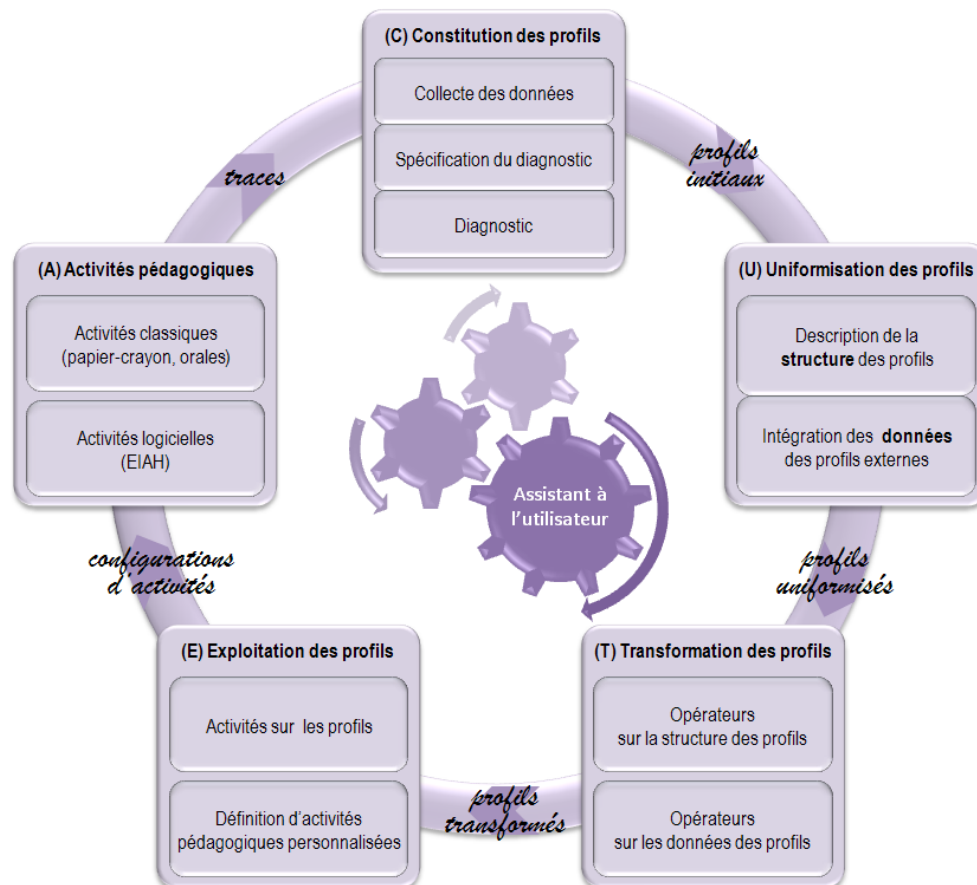 (C) Constitution des profils
Collecte des données
Spécification du diagnostic
Diagnostic
traces
profils
initiaux
(A) Activités pédagogiques
Activités classiques
(papier-crayon, orales)
Activités logicielles
(EIAH)
(U) Uniformisation des profils
Description de la
structure des profils
Intégration des données
des profils externes
Assistant à
l'utilisateur
configurations
d'activités
profils
uniformisés
(E) Exploitation des profils
Activités sur les profils
Définition d'activités
pédagogiques personnalisées
profils
transformés
(T) Transformation des profils
Opérateurs
sur la structure des profils
Opérateurs
sur les données des profils